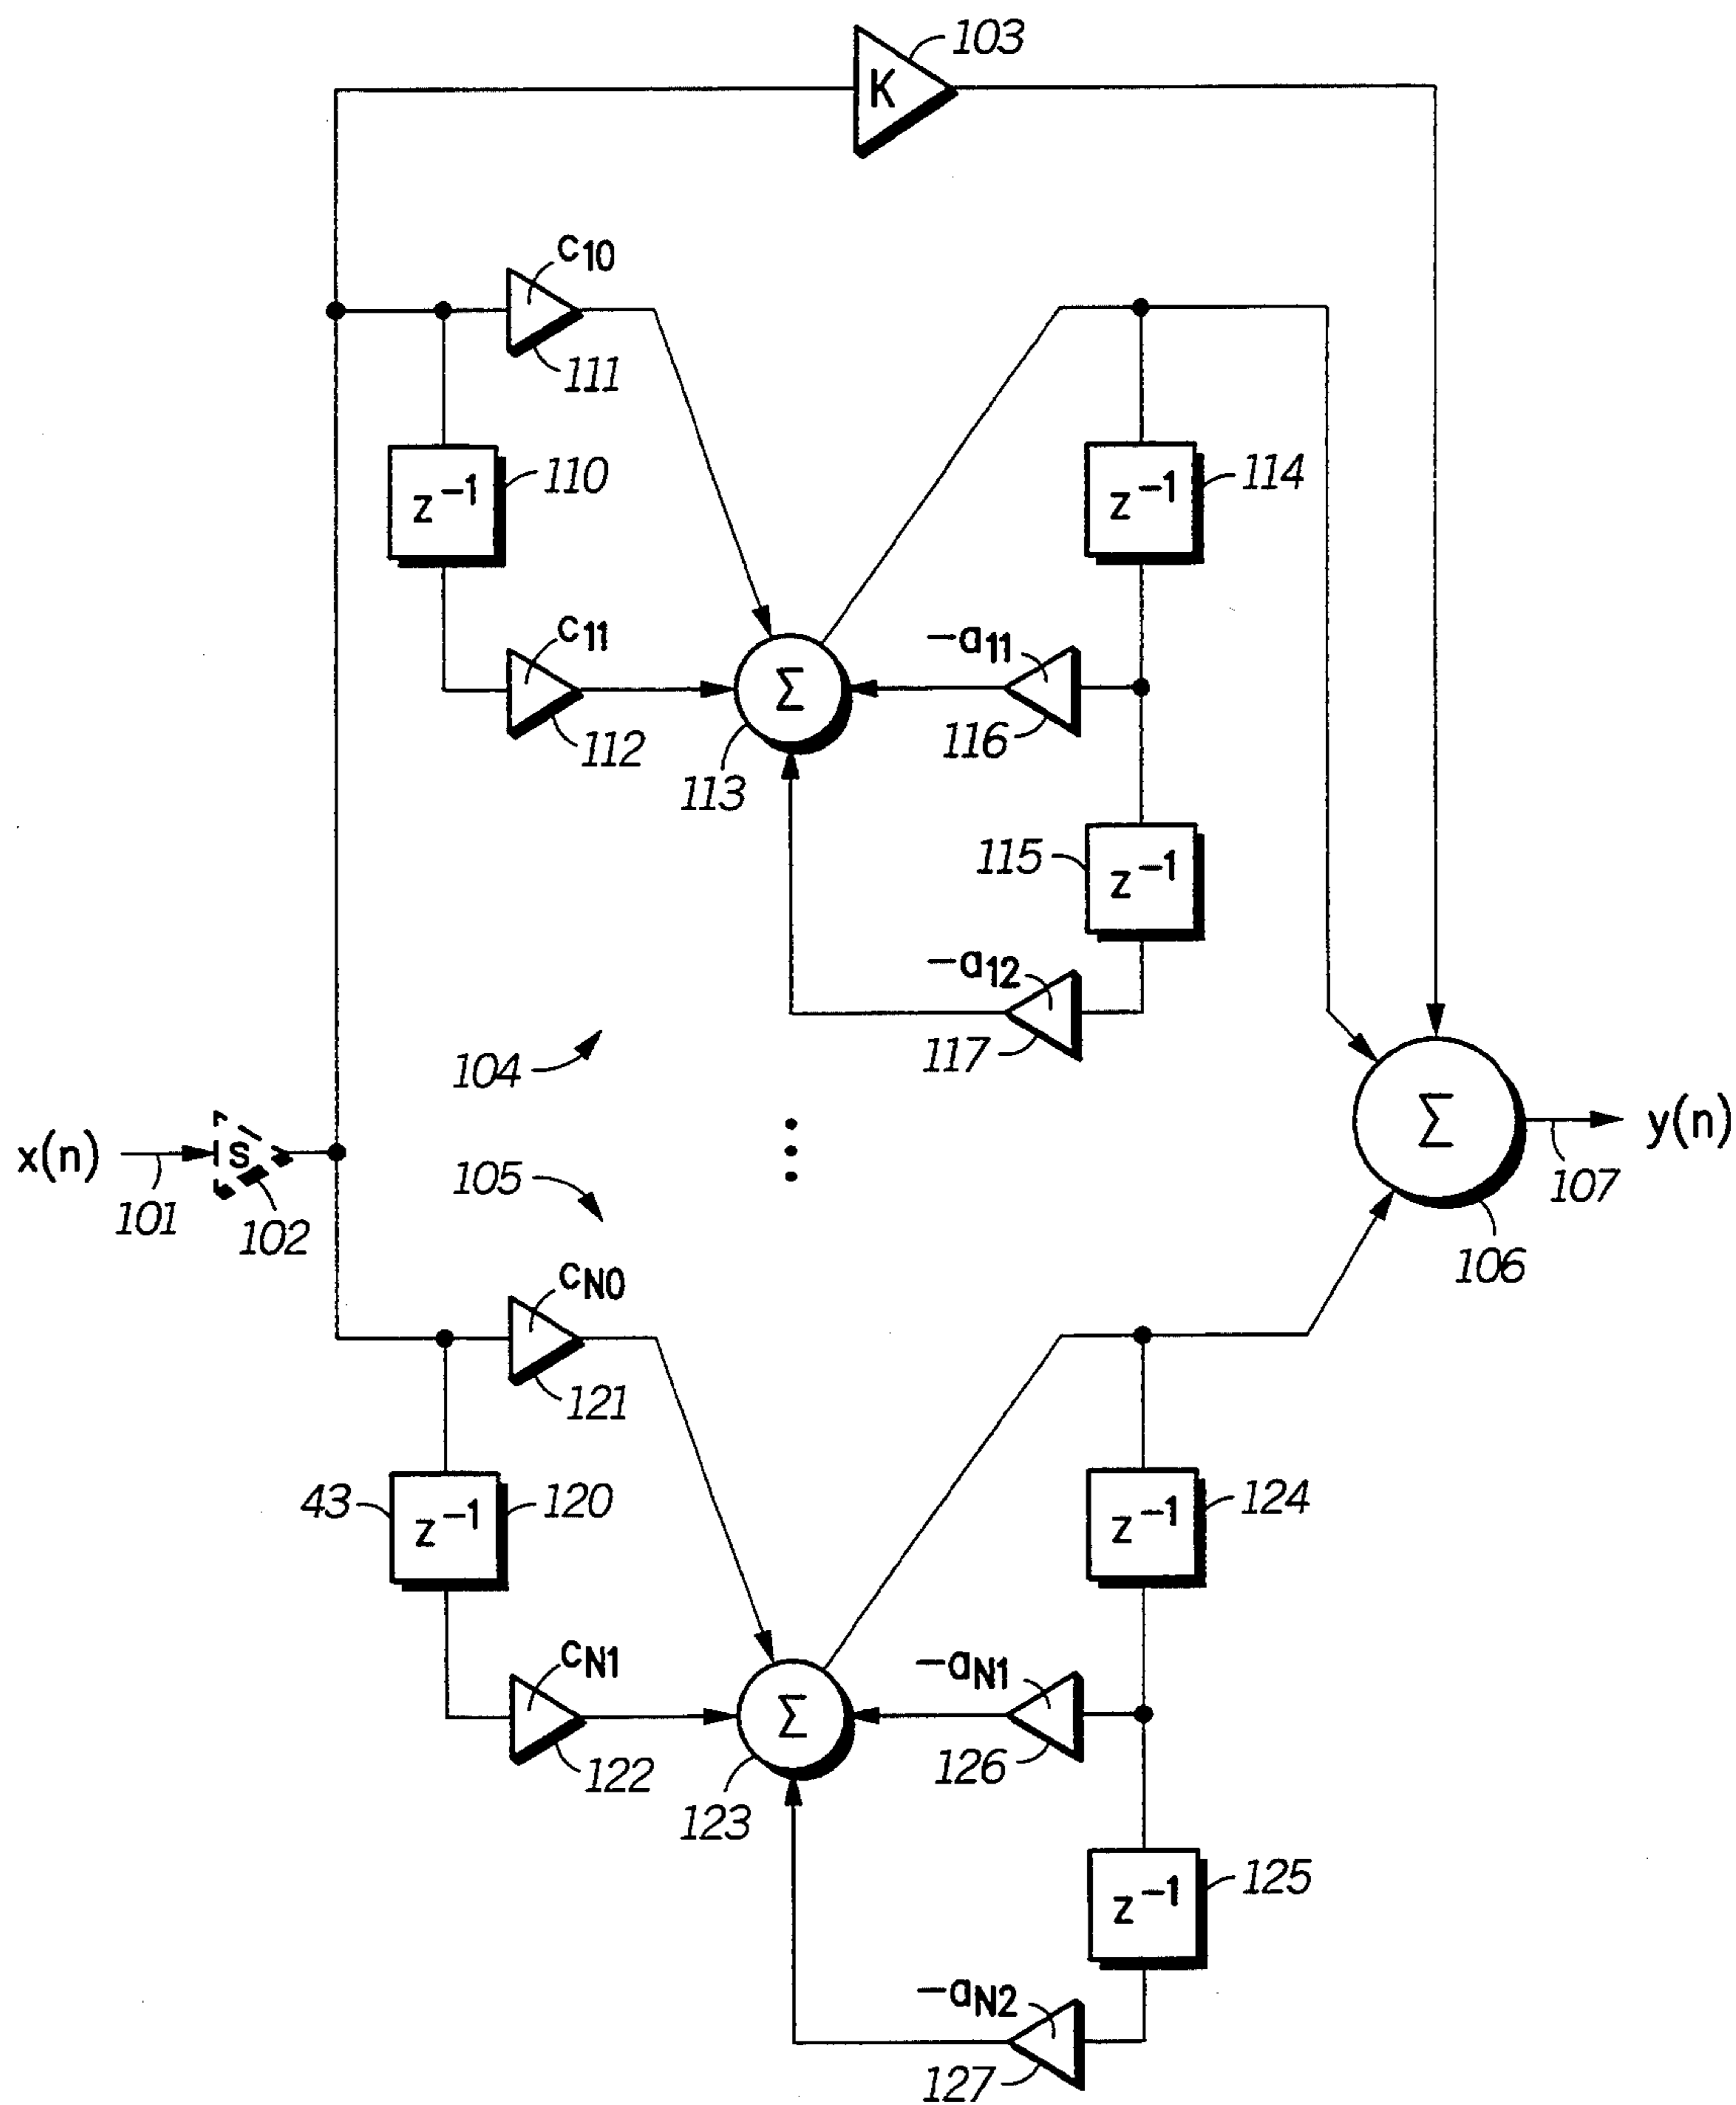 103
K
c10
111
110
z⁻¹
114
z⁻¹
c11
-a11
112
116
113
Σ
115
z⁻¹
-a12
117
104
x(n)
s
101
102
105
Σ
y(n)
107
106
cN0
121
43
z⁻¹
120
z⁻¹
124
cN1
-aN1
Σ
122
126
123
z⁻¹
125
-aN2
127